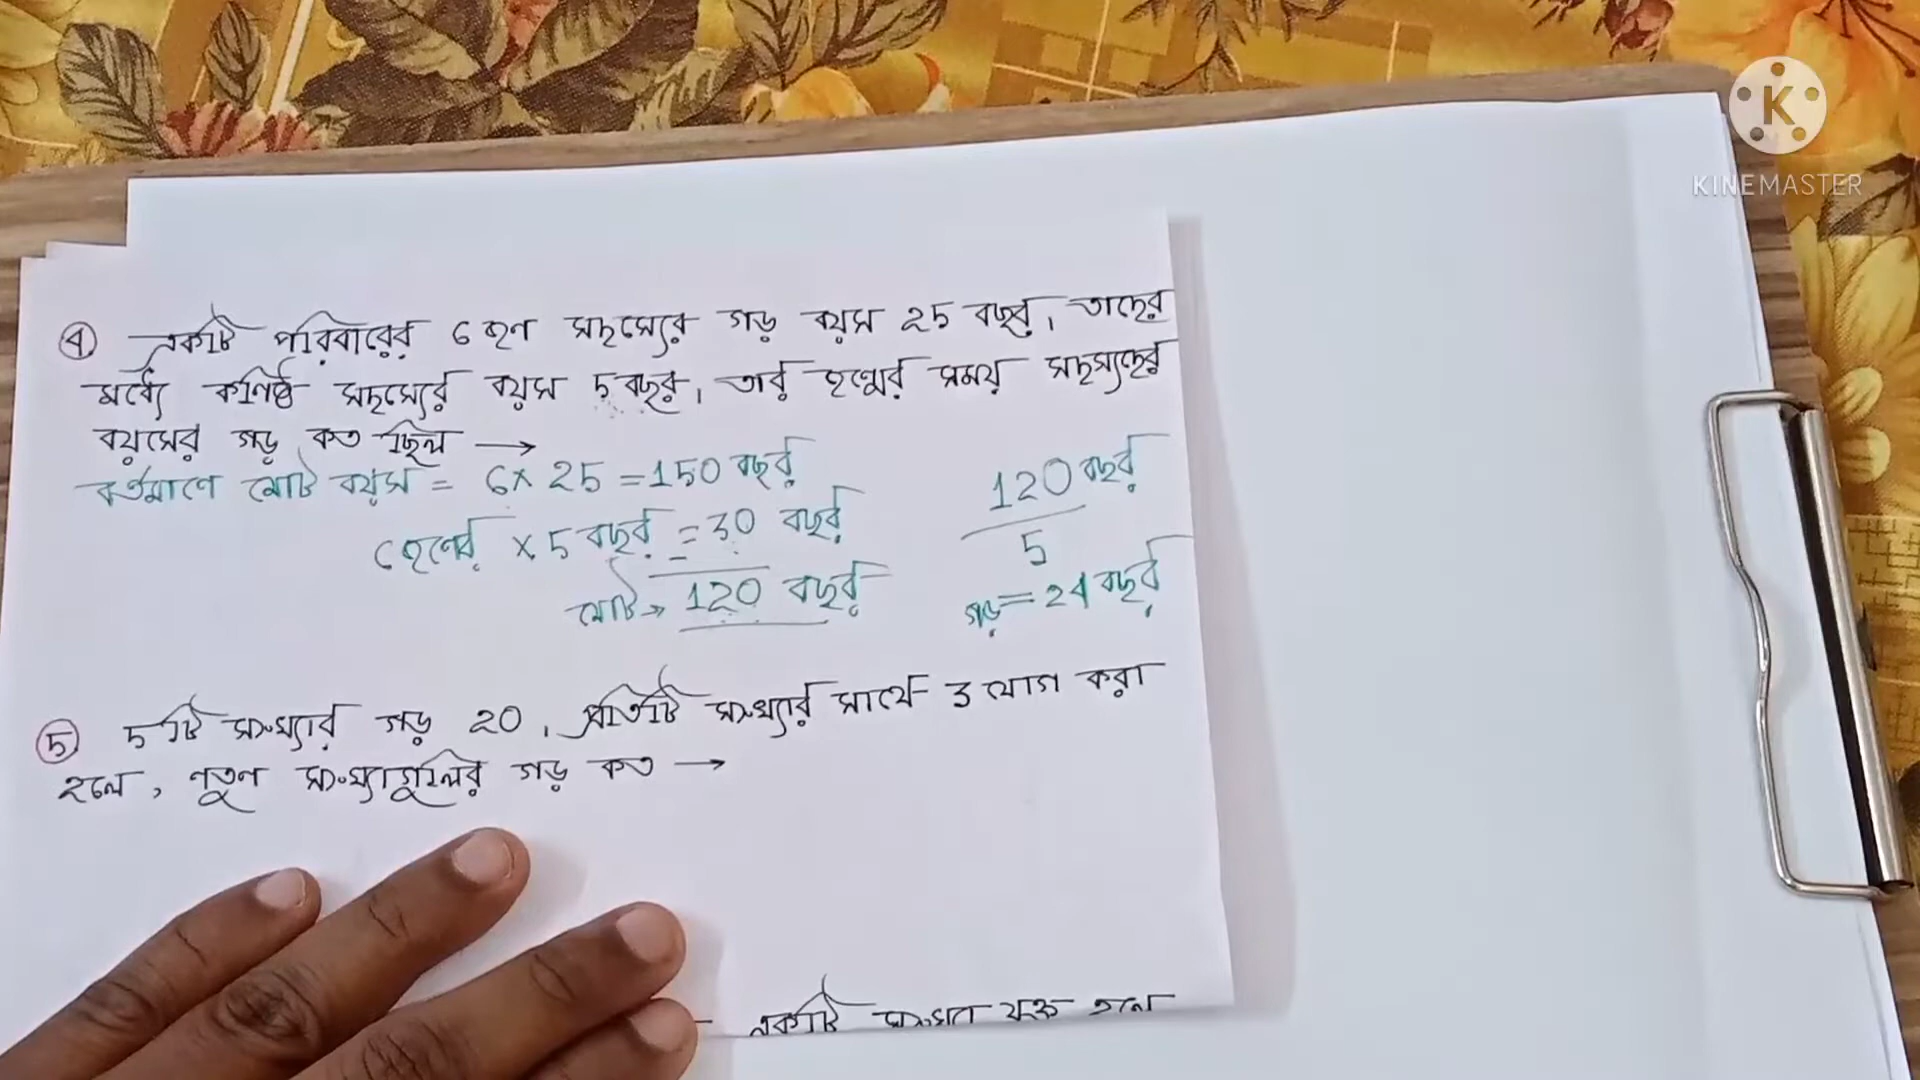 ④ একটি পরিবারের 6 জন সদস্যের গড় বয়স 25 বছর, তাদের
মধ্যে কনিষ্ঠ সদস্যের বয়স 5 বছর, তার জন্মের সময় সদস্যদের
বয়সের গড় কত ছিল →
বর্তমানে মোট বয়স = 6 × 25 = 150 বছর
6 জনের × 5 বছর = 30 বছর
মোট → 120 বছর
120 বছর
5
গড় = 24 বছর
⑤ 5 টি সংখ্যার গড় 20, প্রতিটি সংখ্যার সাথে 3 যোগ করা
হলে, নতুন সংখ্যাগুলির গড় কত →
একটি সংখ্যা যুক্ত হলে
K
KINEMASTER